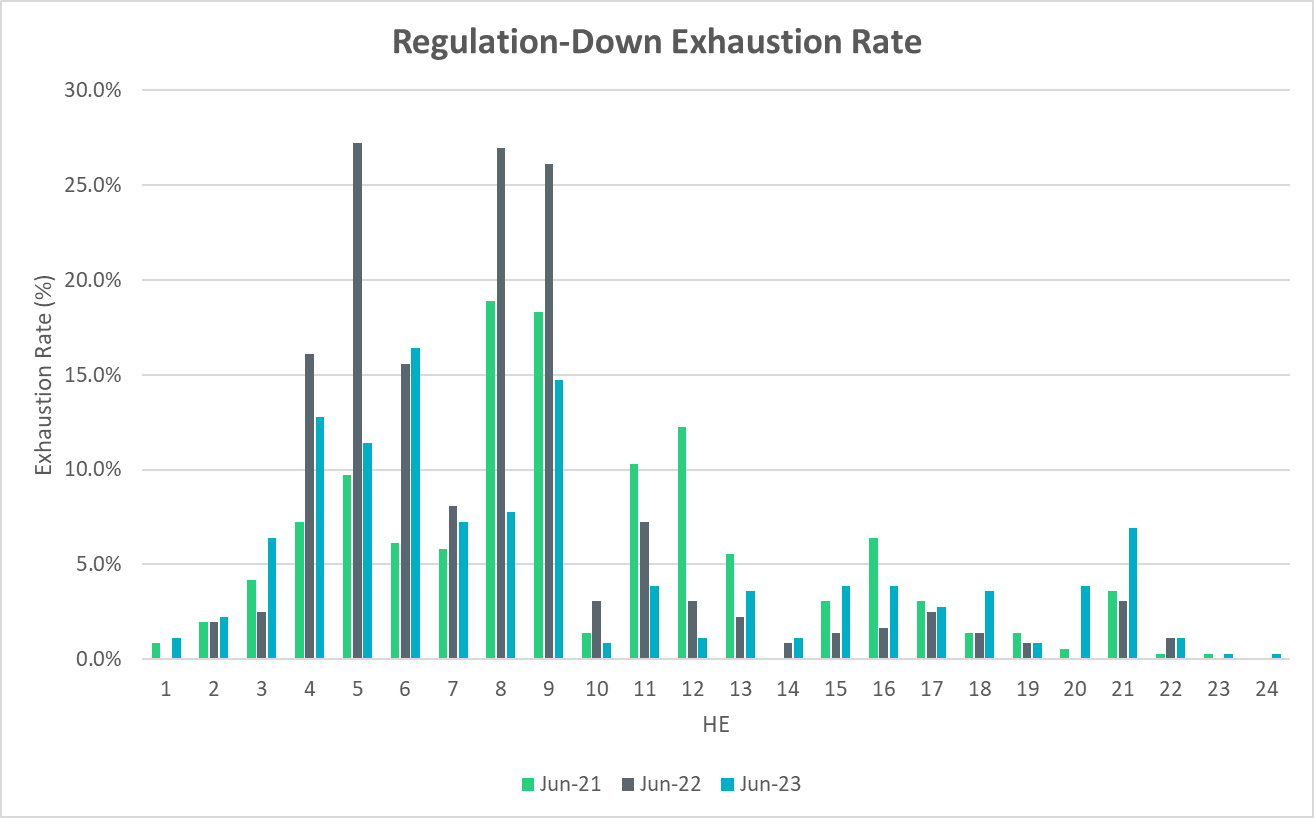 Regulation-Down Exhaustion Rate
30.0%
25.0%
20.0%
15.0%
10.0%
5.0%
0.0%
Exhaustion Rate (%)
1 2 3 4 5 6 7 8 9 10 11 12 13 14 15 16 17 18 19 20 21 22 23 24
HE
Jun-21 Jun-22 Jun-23